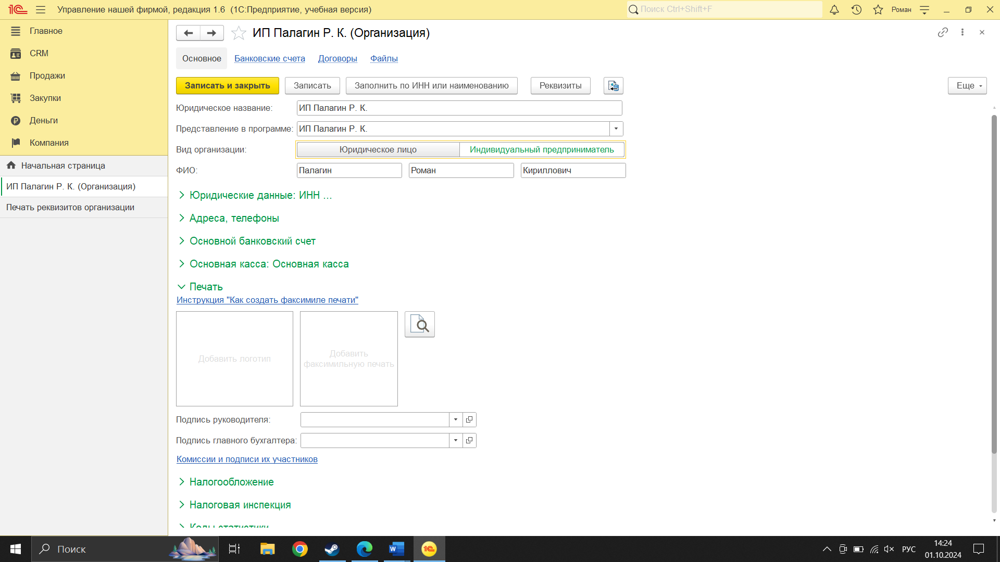 Управление нашей фирмой, редакция 1.6 (1С:Предприятие, учебная версия)
Поиск Ctrl+Shift+F
Роман
Главное
CRM
Продажи
Закупки
Деньги
Компания
Начальная страница
ИП Палагин Р. К. (Организация)
Печать реквизитов организации
ИП Палагин Р. К. (Организация)
Основное Банковские счета Договоры Файлы
Записать и закрыть Записать Заполнить по ИНН или наименованию Реквизиты Еще
Юридическое название: ИП Палагин Р. К.
Представление в программе: ИП Палагин Р. К.
Вид организации: Юридическое лицо Индивидуальный предприниматель
ФИО: Палагин Роман Кириллович
Юридические данные: ИНН ...
Адреса, телефоны
Основной банковский счет
Основная касса: Основная касса
Печать
Инструкция "Как создать факсимиле печати"
Добавить логотип
Добавить
факсимильную печать
Подпись руководителя:
Подпись главного бухгалтера:
Комиссии и подписи их участников
Налогообложение
Налоговая инспекция
Коды статистики
Поиск
РУС
14:24
01.10.2024